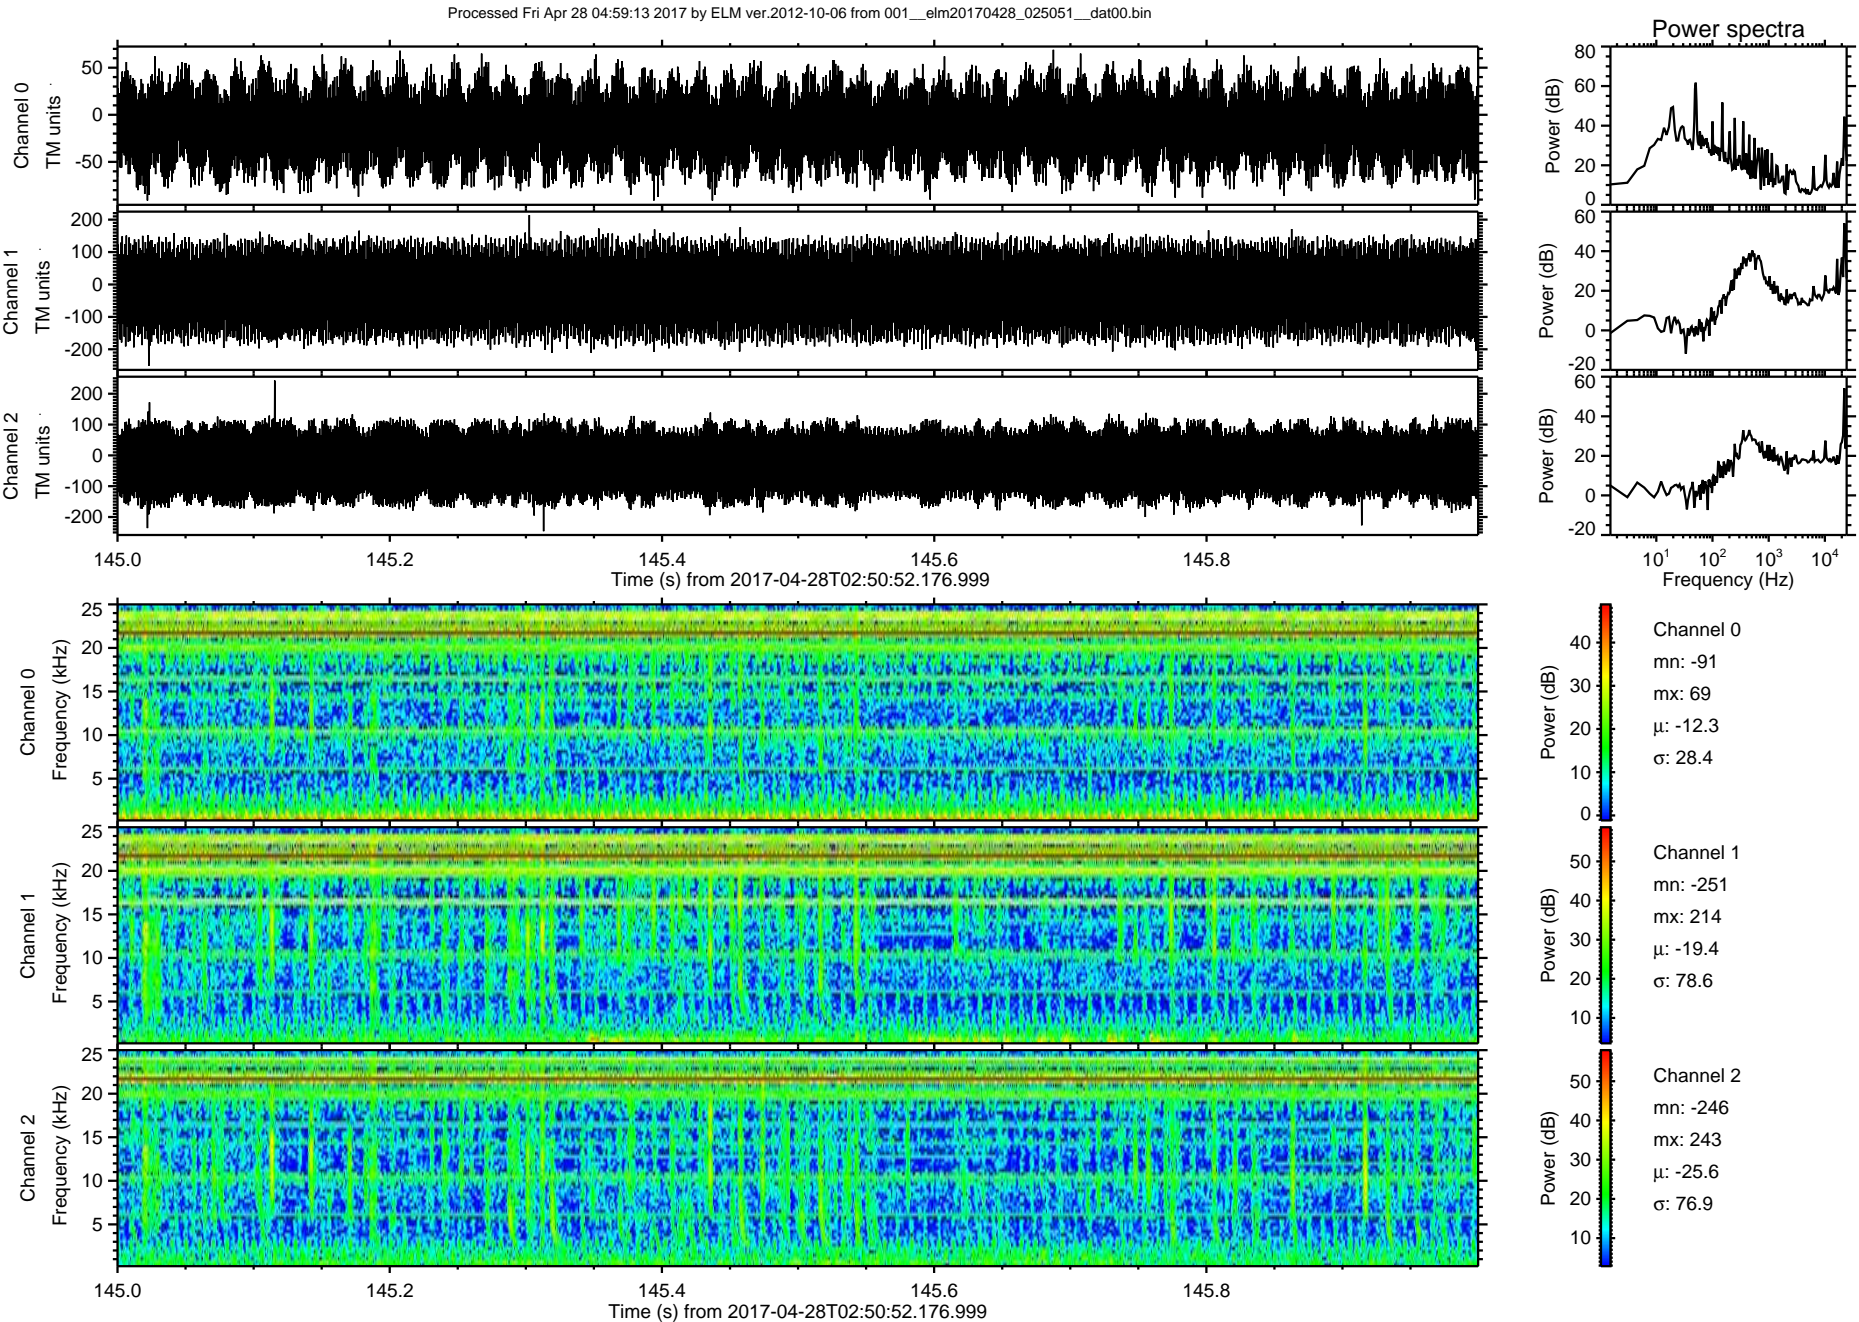 Processed Fri Apr 28 04:59:13 2017 by ELM ver.2012-10-06 from 001__elm20170428_025051__dat00.bin
Power spectra
Channel 0
TM units
50
0
-50
Power (dB)
80
60
40
20
0
Channel 1
TM units
200
100
0
-100
-200
Power (dB)
60
40
20
0
-20
Channel 2
TM units
200
100
0
-100
-200
Power (dB)
60
40
20
0
-20
145.0 145.2 145.4 145.6 145.8
Time (s) from 2017-04-28T02:50:52.176.999
10^1 10^2 10^3 10^4
Frequency (Hz)
Channel 0
Frequency (kHz)
25
20
15
10
5
Power (dB)
40
30
20
10
0
Channel 0
mn: -91
mx: 69
μ: -12.3
σ: 28.4
Channel 1
Frequency (kHz)
25
20
15
10
5
Power (dB)
50
40
30
20
10
Channel 1
mn: -251
mx: 214
μ: -19.4
σ: 78.6
Channel 2
Frequency (kHz)
25
20
15
10
5
Power (dB)
50
40
30
20
10
Channel 2
mn: -246
mx: 243
μ: -25.6
σ: 76.9
145.0 145.2 145.4 145.6 145.8
Time (s) from 2017-04-28T02:50:52.176.999